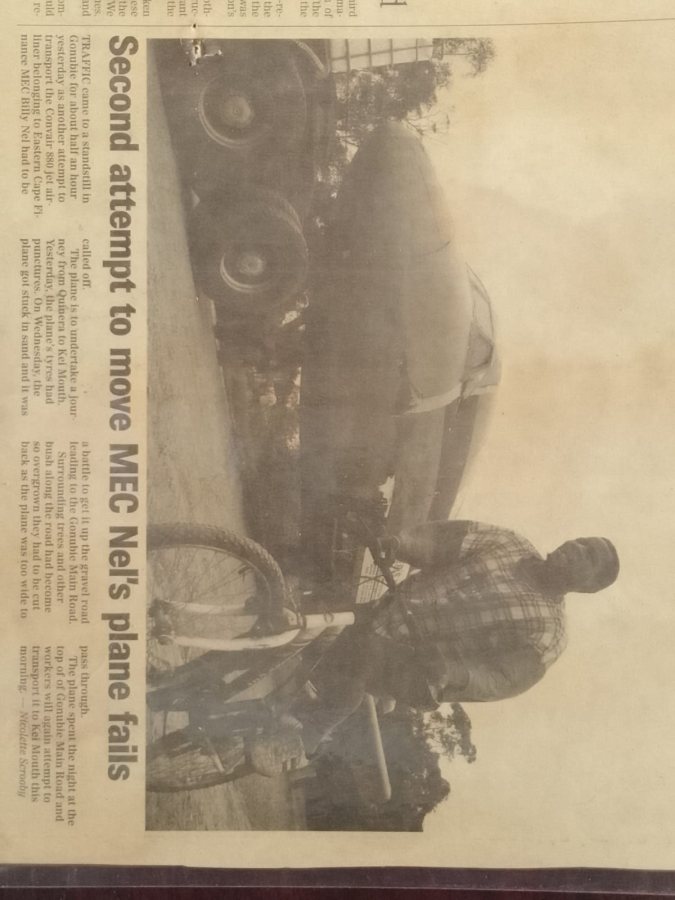 Second attempt to move MEC Nel's plane fails
TRAFFIC came to a standstill in
Gonubie for about half an hour
yesterday as another attempt to
transport the Convair 880 jet air-
liner belonging to Eastern Cape Fi-
nance MEC Billy Nel had to be
called off.
The plane is to undertake a jour-
ney from Quinera to Kei Mouth.
Yesterday, the plane's tyres had
punctures. On Wednesday, the
plane got stuck in sand and it was
a battle to get it up the gravel road
leading to the Gonubie Main Road.
Surrounding trees and other
bush along the road had become
so overgrown they had to be cut
back as the plane was too wide to
pass through.
The plane spent the night at the
top of of Gonubie Main Road and
workers will again attempt to
transport it to Kei Mouth this
morning. — Nicolette Scrooby